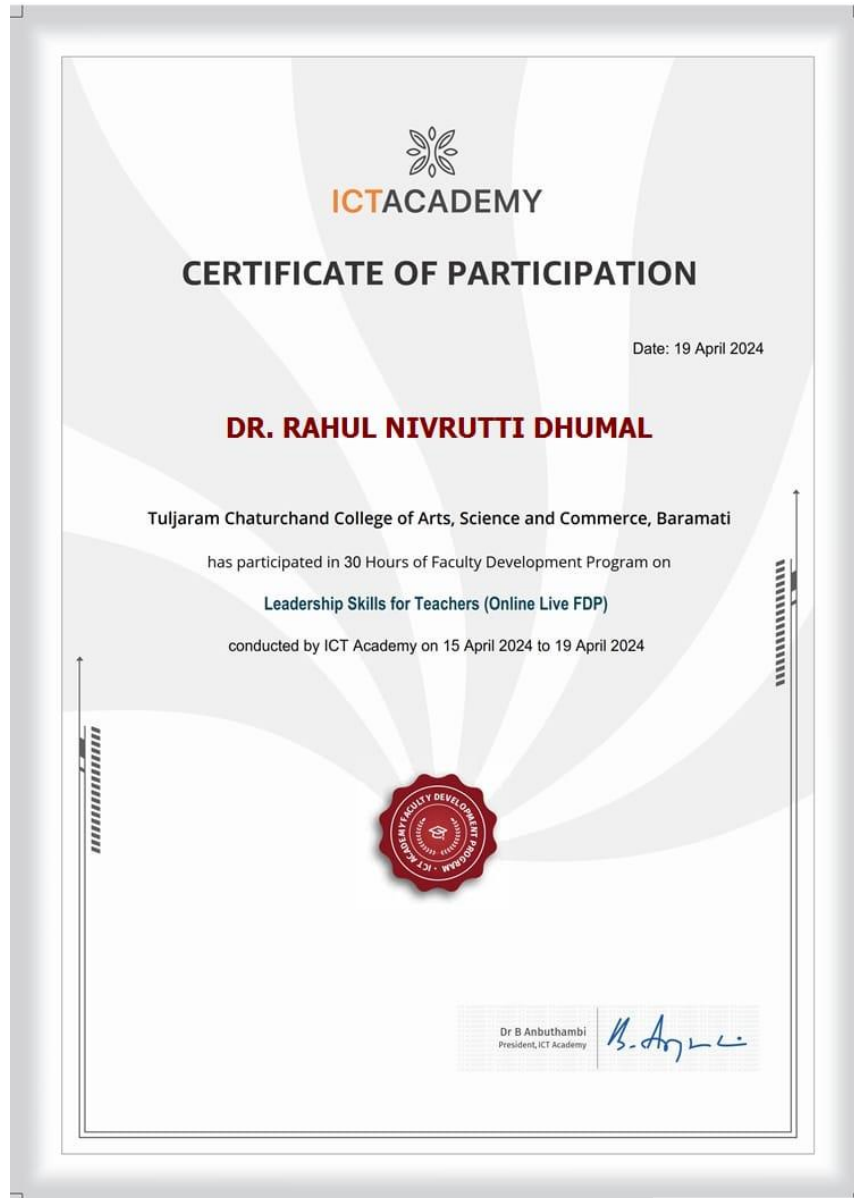 ICTACADEMY
CERTIFICATE OF PARTICIPATION
Date: 19 April 2024
DR. RAHUL NIVRUTTI DHUMAL
Tuljaram Chaturchand College of Arts, Science and Commerce, Baramati
has participated in 30 Hours of Faculty Development Program on
Leadership Skills for Teachers (Online Live FDP)
conducted by ICT Academy on 15 April 2024 to 19 April 2024
ICT ACADEMY FACULTY DEVELOPMENT PROGRAM
Dr B Anbuthambi
President, ICT Academy